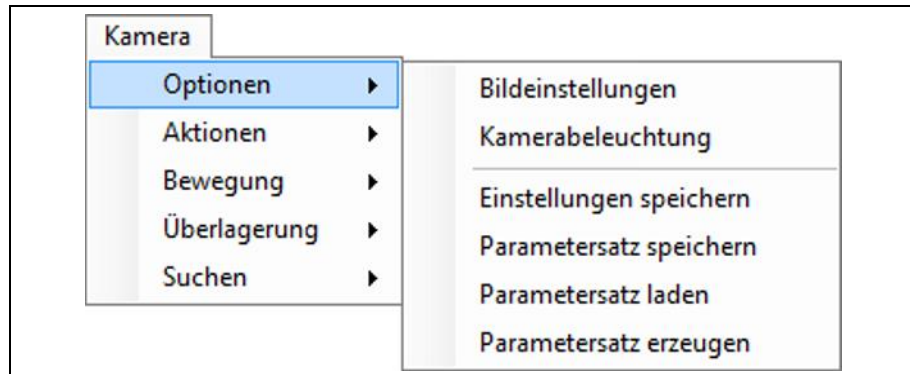 Kamera
Optionen
Aktionen
Bewegung
Überlagerung
Suchen
Bildeinstellungen
Kamerabeleuchtung
Einstellungen speichern
Parametersatz speichern
Parametersatz laden
Parametersatz erzeugen